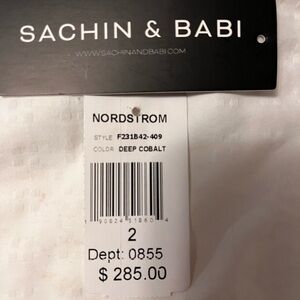 SACHIN & BABI
WWW.SACHINANDBABI.COM
NORDSTROM
STYLE F231B42-409
COLOR DEEP COBALT
2
Dept: 0855
$ 285.00